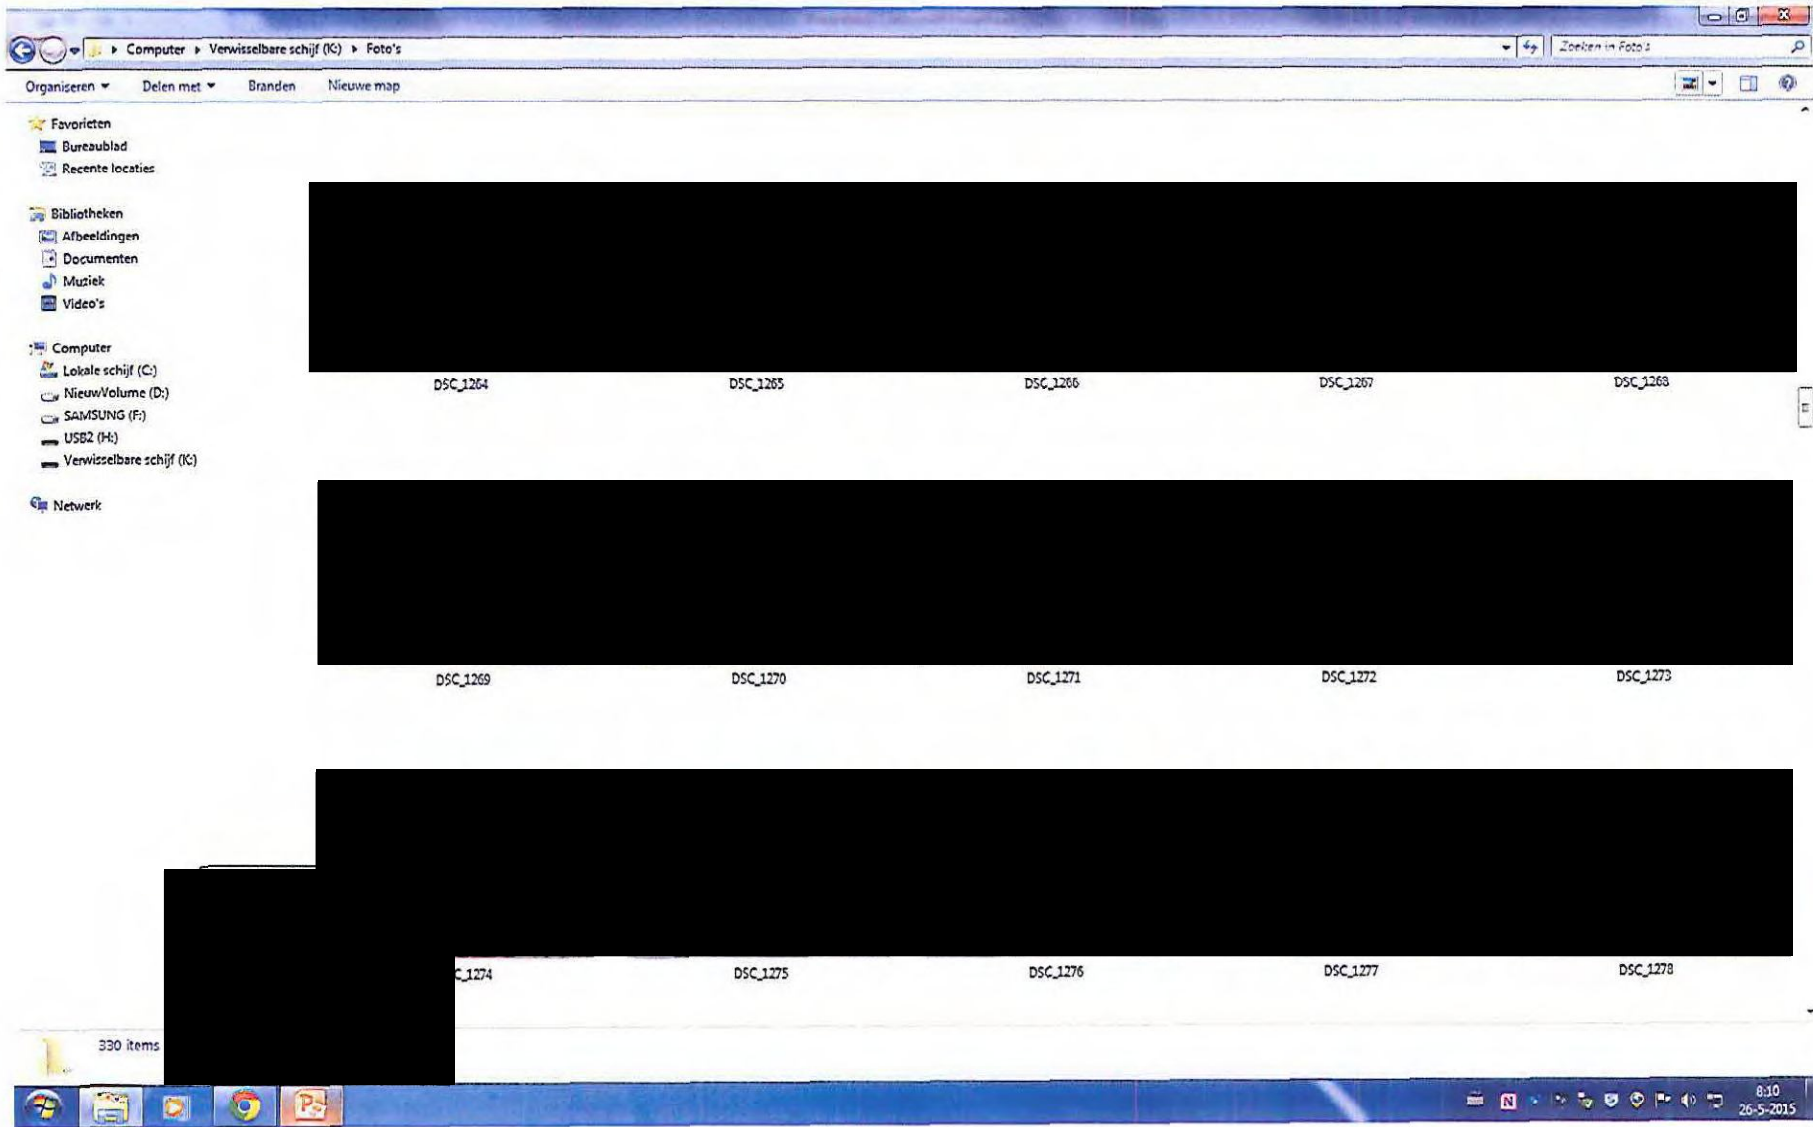 Computer ▸ Verwisselbare schijf (K:) ▸ Foto's
Zoeken in Foto's
Organiseren Delen met Branden Nieuwe map
Favorieten
Bureaublad
Recente locaties
Bibliotheken
Afbeeldingen
Documenten
Muziek
Video's
Computer
Lokale schijf (C:)
NieuwVolume (D:)
SAMSUNG (F:)
USB2 (H:)
Verwisselbare schijf (K:)
Netwerk
DSC_1264 DSC_1265 DSC_1266 DSC_1267 DSC_1268
DSC_1269 DSC_1270 DSC_1271 DSC_1272 DSC_1273
C_1274 DSC_1275 DSC_1276 DSC_1277 DSC_1278
330 items
8:10
26-5-2015